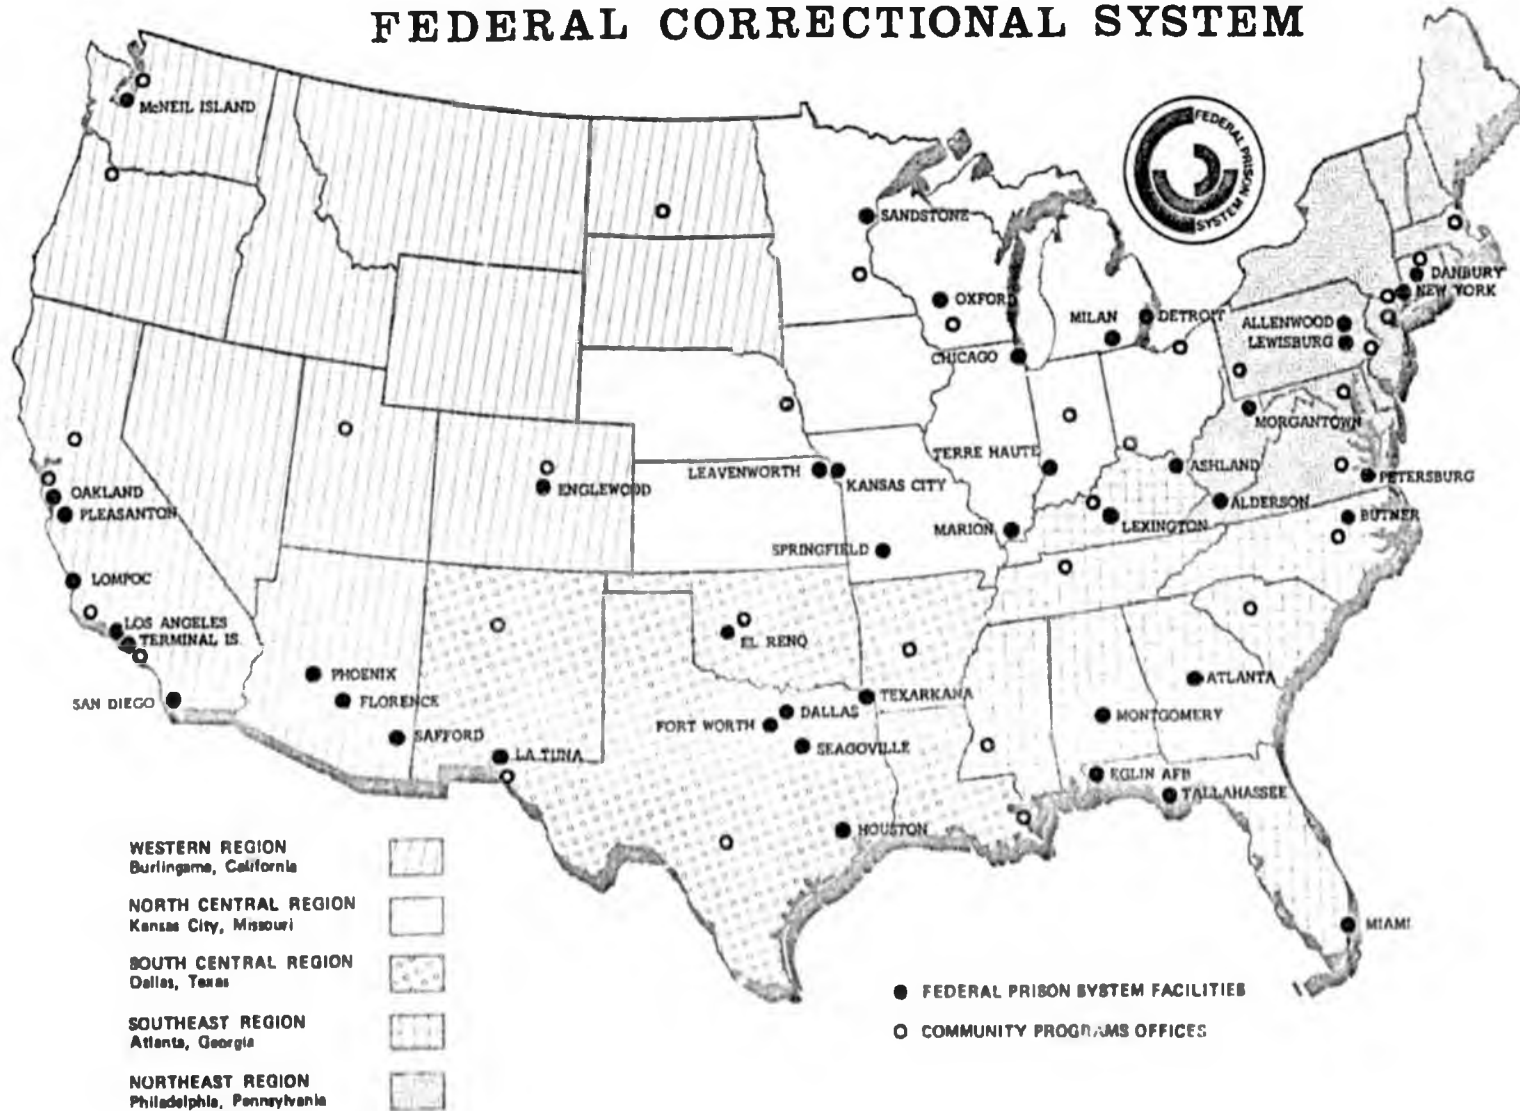 FEDERAL CORRECTIONAL SYSTEM
FEDERAL PRISON
SYSTEM
McNEIL ISLAND
SANDSTONE
OXFORD
MILAN
DETROIT
CHICAGO
DANBURY
NEW YORK
ALLENWOOD
LEWISBURG
MORGANTOWN
TERRE HAUTE
ASHLAND
PETERSBURG
LEAVENWORTH
KANSAS CITY
ENGLEWOOD
OAKLAND
PLEASANTON
ALDERSON
BUTNER
MARION
LEXINGTON
SPRINGFIELD
LOMPOC
LOS ANGELES
TERMINAL IS.
EL RENO
PHOENIX
FLORENCE
SAN DIEGO
SAFFORD
LA TUNA
TEXARKANA
DALLAS
FORT WORTH
SEAGOVILLE
ATLANTA
MONTGOMERY
EGLIN AFB
TALLAHASSEE
HOUSTON
MIAMI
WESTERN REGION
Burlingame, California
NORTH CENTRAL REGION
Kansas City, Missouri
SOUTH CENTRAL REGION
Dallas, Texas
SOUTHEAST REGION
Atlanta, Georgia
NORTHEAST REGION
Philadelphia, Pennsylvania
FEDERAL PRISON SYSTEM FACILITIES
COMMUNITY PROGRAMS OFFICES